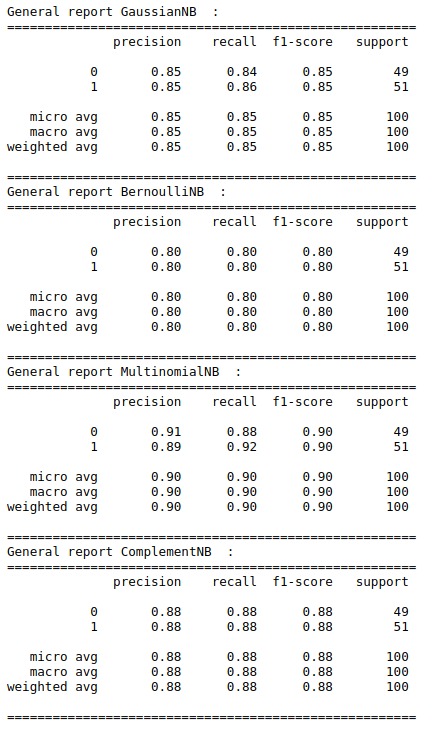 General report GaussianNB  :
======================================================
              precision    recall  f1-score   support

           0       0.85      0.84      0.85        49
           1       0.85      0.86      0.85        51

   micro avg       0.85      0.85      0.85       100
   macro avg       0.85      0.85      0.85       100
weighted avg       0.85      0.85      0.85       100

======================================================
General report BernoulliNB  :
======================================================
              precision    recall  f1-score   support

           0       0.80      0.80      0.80        49
           1       0.80      0.80      0.80        51

   micro avg       0.80      0.80      0.80       100
   macro avg       0.80      0.80      0.80       100
weighted avg       0.80      0.80      0.80       100

======================================================
General report MultinomialNB  :
======================================================
              precision    recall  f1-score   support

           0       0.91      0.88      0.90        49
           1       0.89      0.92      0.90        51

   micro avg       0.90      0.90      0.90       100
   macro avg       0.90      0.90      0.90       100
weighted avg       0.90      0.90      0.90       100

======================================================
General report ComplementNB  :
======================================================
              precision    recall  f1-score   support

           0       0.88      0.88      0.88        49
           1       0.88      0.88      0.88        51

   micro avg       0.88      0.88      0.88       100
   macro avg       0.88      0.88      0.88       100
weighted avg       0.88      0.88      0.88       100

======================================================